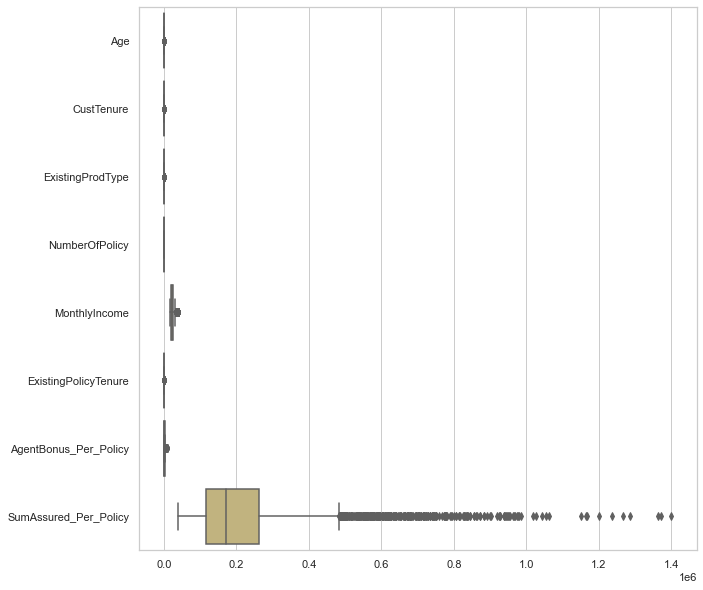 Age
CustTenure
ExistingProdType
NumberOfPolicy
MonthlyIncome
ExistingPolicyTenure
AgentBonus_Per_Policy
SumAssured_Per_Policy
0.0 0.2 0.4 0.6 0.8 1.0 1.2 1.4
1e6